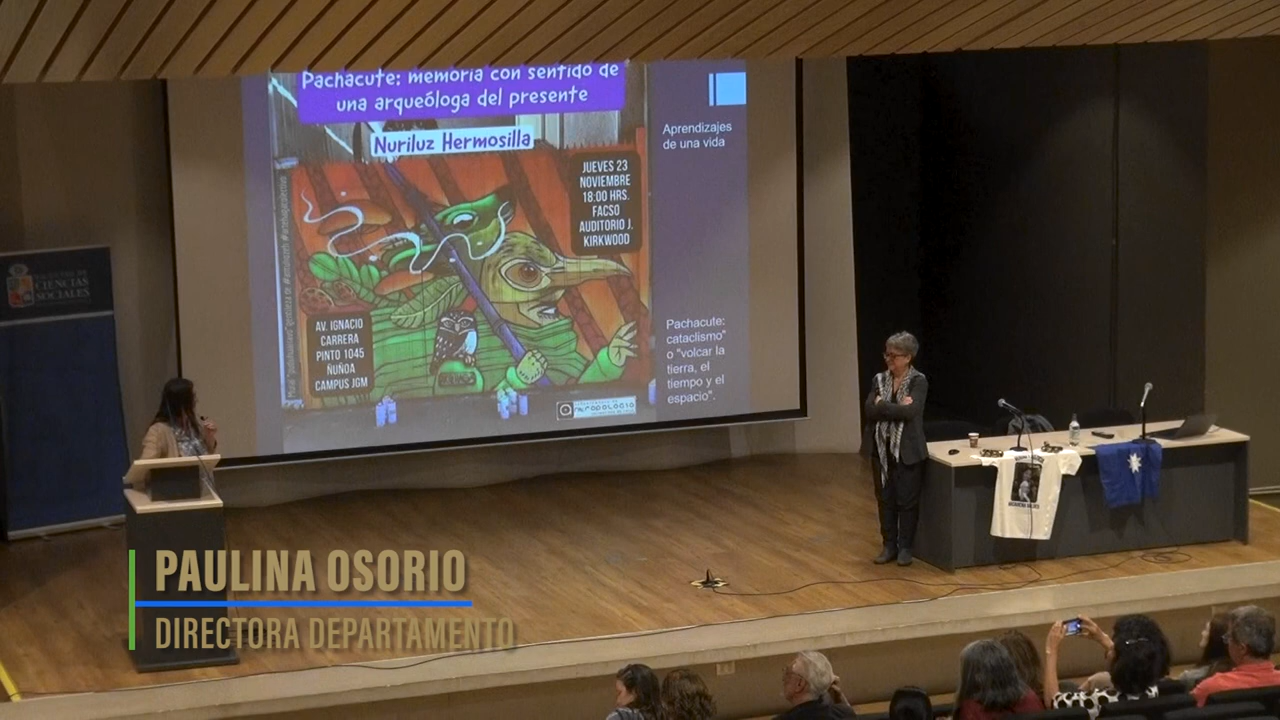 Pachacute: memoria con sentido de
una arqueóloga del presente
Nuriluz Hermosilla
JUEVES 23
NOVIEMBRE
18:00 HRS.
FACSO
AUDITORIO J.
KIRKWOOD
AV. IGNACIO
CARRERA
PINTO 1045
ÑUÑOA
CAMPUS JGM
Aprendizajes
de una vida
Pachacute:
cataclismo"
o "volcar la
tierra, el
tiempo y el
espacio".
CIENCIAS
SOCIALES
PAULINA OSORIO
DIRECTORA DEPARTAMENTO